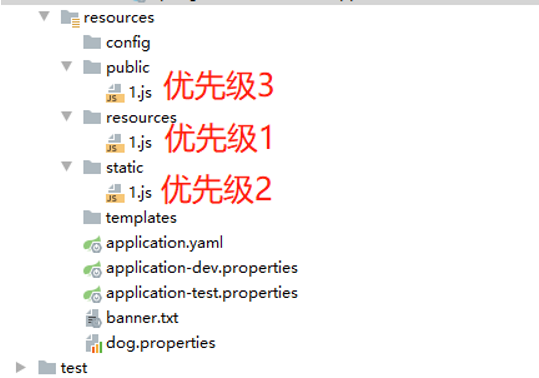 resources
config
public
1.js 优先级3
resources
1.js 优先级1
static
1.js 优先级2
templates
application.yaml
application-dev.properties
application-test.properties
banner.txt
dog.properties
test